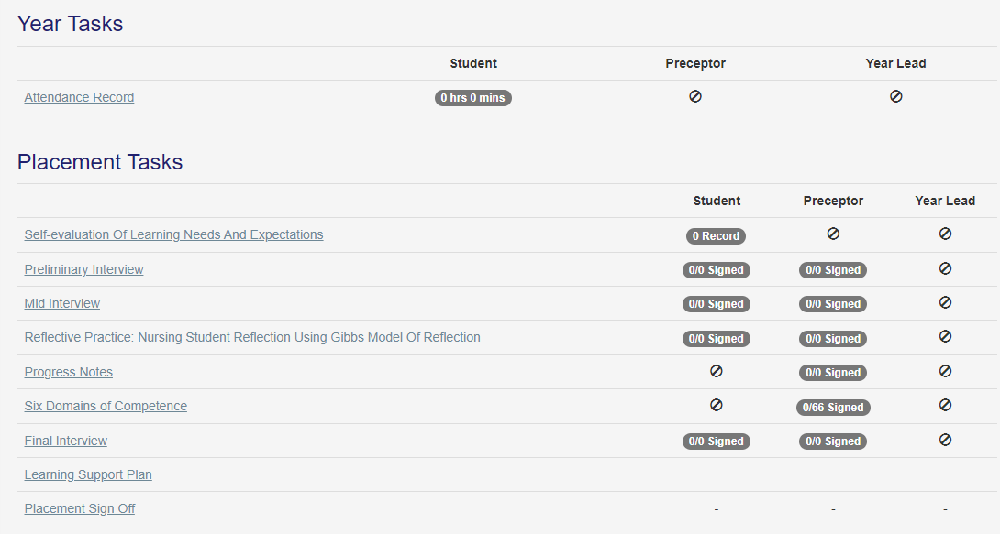 Year Tasks
Student Preceptor Year Lead
Attendance Record 0 hrs 0 mins
Placement Tasks
Student Preceptor Year Lead
Self-evaluation Of Learning Needs And Expectations 0 Record
Preliminary Interview 0/0 Signed 0/0 Signed
Mid Interview 0/0 Signed 0/0 Signed
Reflective Practice: Nursing Student Reflection Using Gibbs Model Of Reflection 0/0 Signed 0/0 Signed
Progress Notes 0/0 Signed
Six Domains of Competence 0/66 Signed
Final Interview 0/0 Signed 0/0 Signed
Learning Support Plan
Placement Sign Off - - -